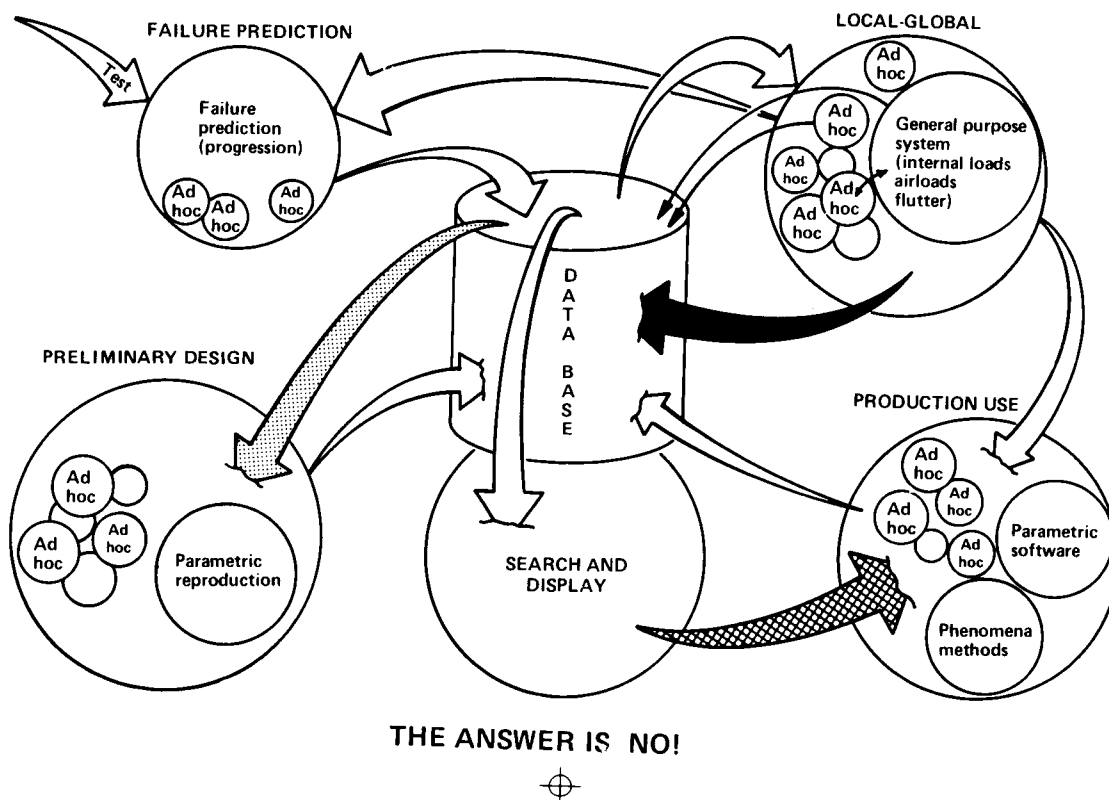 FAILURE PREDICTION
Test
Failure
prediction
(progression)
Ad
hoc
Ad
hoc
Ad
hoc
LOCAL-GLOBAL
Ad
hoc
Ad
hoc
Ad
hoc
Ad
hoc
Ad
hoc
General purpose
system
(internal loads
airloads
flutter)
DATA BASE
PRELIMINARY DESIGN
Ad
hoc
Ad
hoc
Ad
hoc
Parametric
reproduction
SEARCH AND
DISPLAY
PRODUCTION USE
Ad
hoc
Ad
hoc
Ad
hoc
Ad
hoc
Parametric
software
Phenomena
methods
THE ANSWER IS NO!